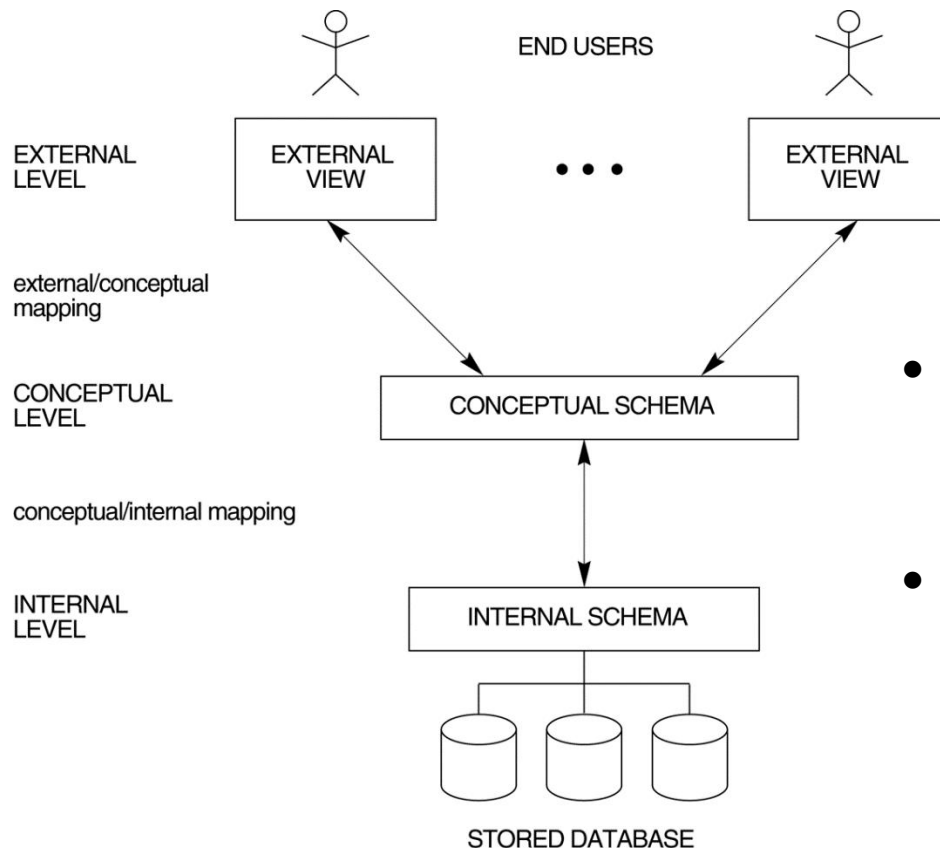 END USERS
EXTERNAL
LEVEL
EXTERNAL
VIEW
• • •
EXTERNAL
VIEW
external/conceptual
mapping
CONCEPTUAL
LEVEL
CONCEPTUAL SCHEMA
•
conceptual/internal mapping
INTERNAL
LEVEL
INTERNAL SCHEMA
•
STORED DATABASE